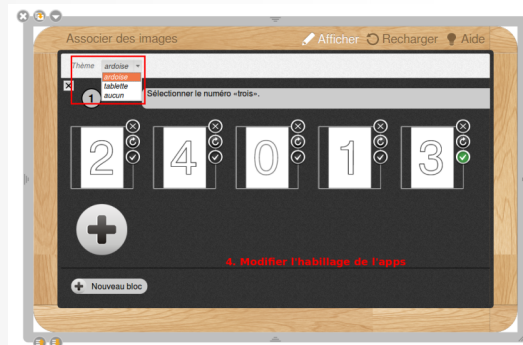 Associer des images
Afficher Recharger Aide
Thème ardoise
ardoise
tablette
aucun
1 Sélectionner le numéro «trois».
2 4 0 1 3
4. Modifier l'habillage de l'apps
Nouveau bloc